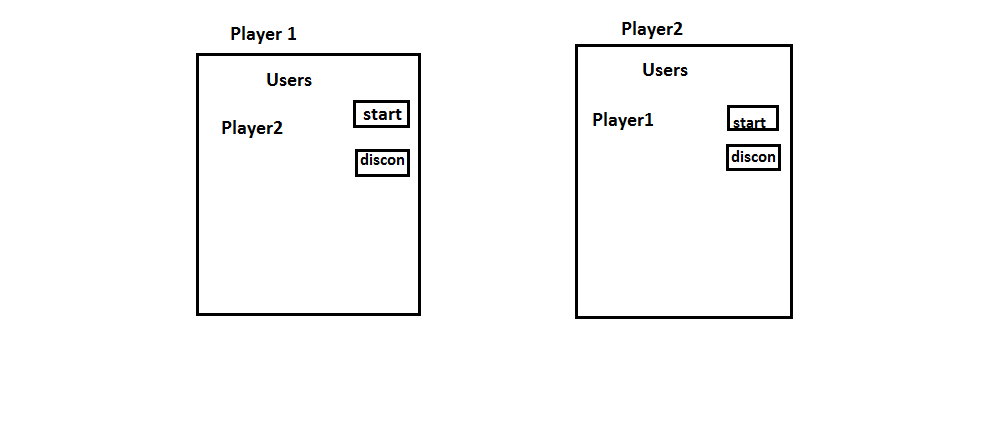 Player 1
Users
Player2
start
discon
Player2
Users
Player1
start
discon